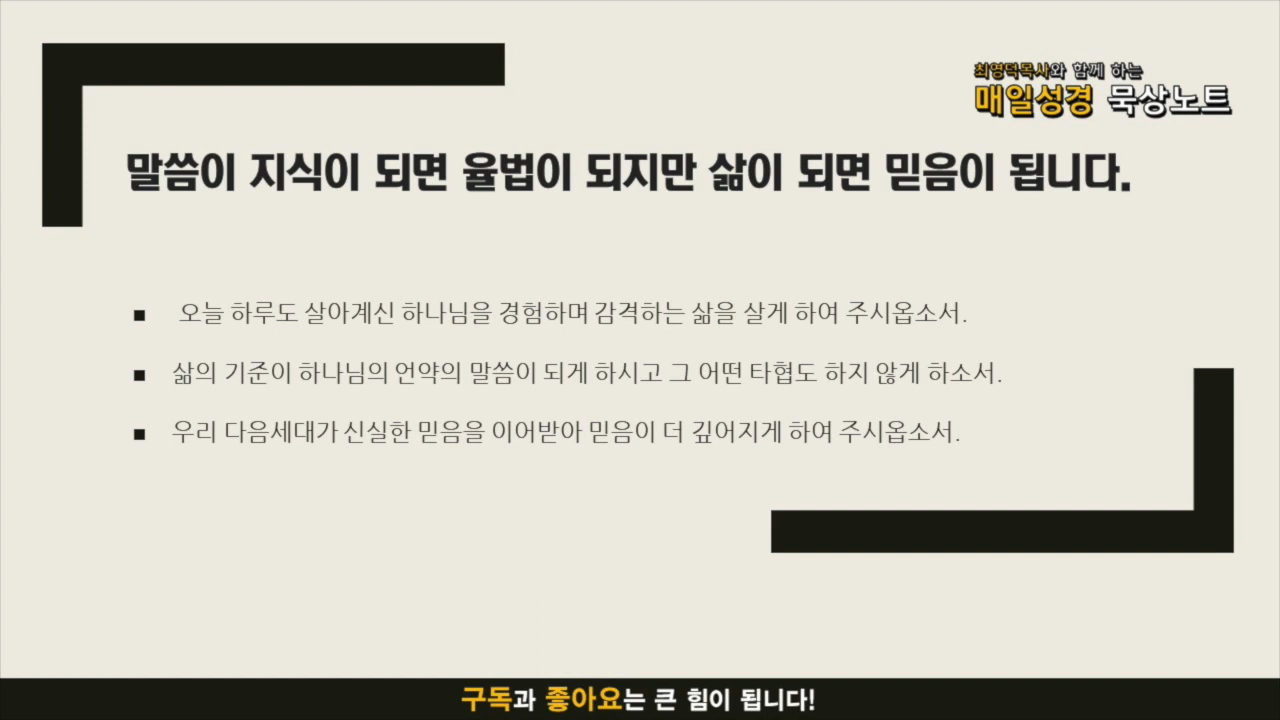 최영덕목사와 함께 하는
매일성경 묵상노트
말씀이 지식이 되면 율법이 되지만 삶이 되면 믿음이 됩니다.
■ 오늘 하루도 살아계신 하나님을 경험하며 감격하는 삶을 살게 하여 주시옵소서.
■ 삶의 기준이 하나님의 언약의 말씀이 되게 하시고 그 어떤 타협도 하지 않게 하소서.
■ 우리 다음세대가 신실한 믿음을 이어받아 믿음이 더 깊어지게 하여 주시옵소서.
구독과 좋아요는 큰 힘이 됩니다!